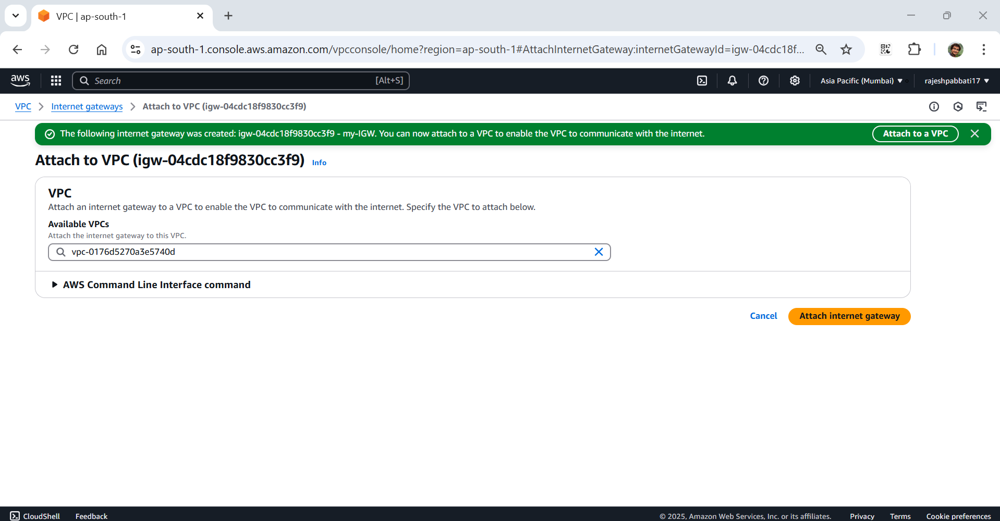 VPC | ap-south-1
ap-south-1.console.aws.amazon.com/vpcconsole/home?region=ap-south-1#AttachInternetGateway:internetGatewayId=igw-04cdc18f...
aws Search [Alt+S] Asia Pacific (Mumbai) rajeshpabbati17
VPC Internet gateways Attach to VPC (igw-04cdc18f9830cc3f9)
The following internet gateway was created: igw-04cdc18f9830cc3f9 - my-IGW. You can now attach to a VPC to enable the VPC to communicate with the internet. Attach to a VPC
Attach to VPC (igw-04cdc18f9830cc3f9) Info
VPC
Attach an internet gateway to a VPC to enable the VPC to communicate with the internet. Specify the VPC to attach below.
Available VPCs
Attach the internet gateway to this VPC.
vpc-0176d5270a3e5740d
AWS Command Line Interface command
Cancel Attach internet gateway
CloudShell Feedback © 2025, Amazon Web Services, Inc. or its affiliates. Privacy Terms Cookie preferences